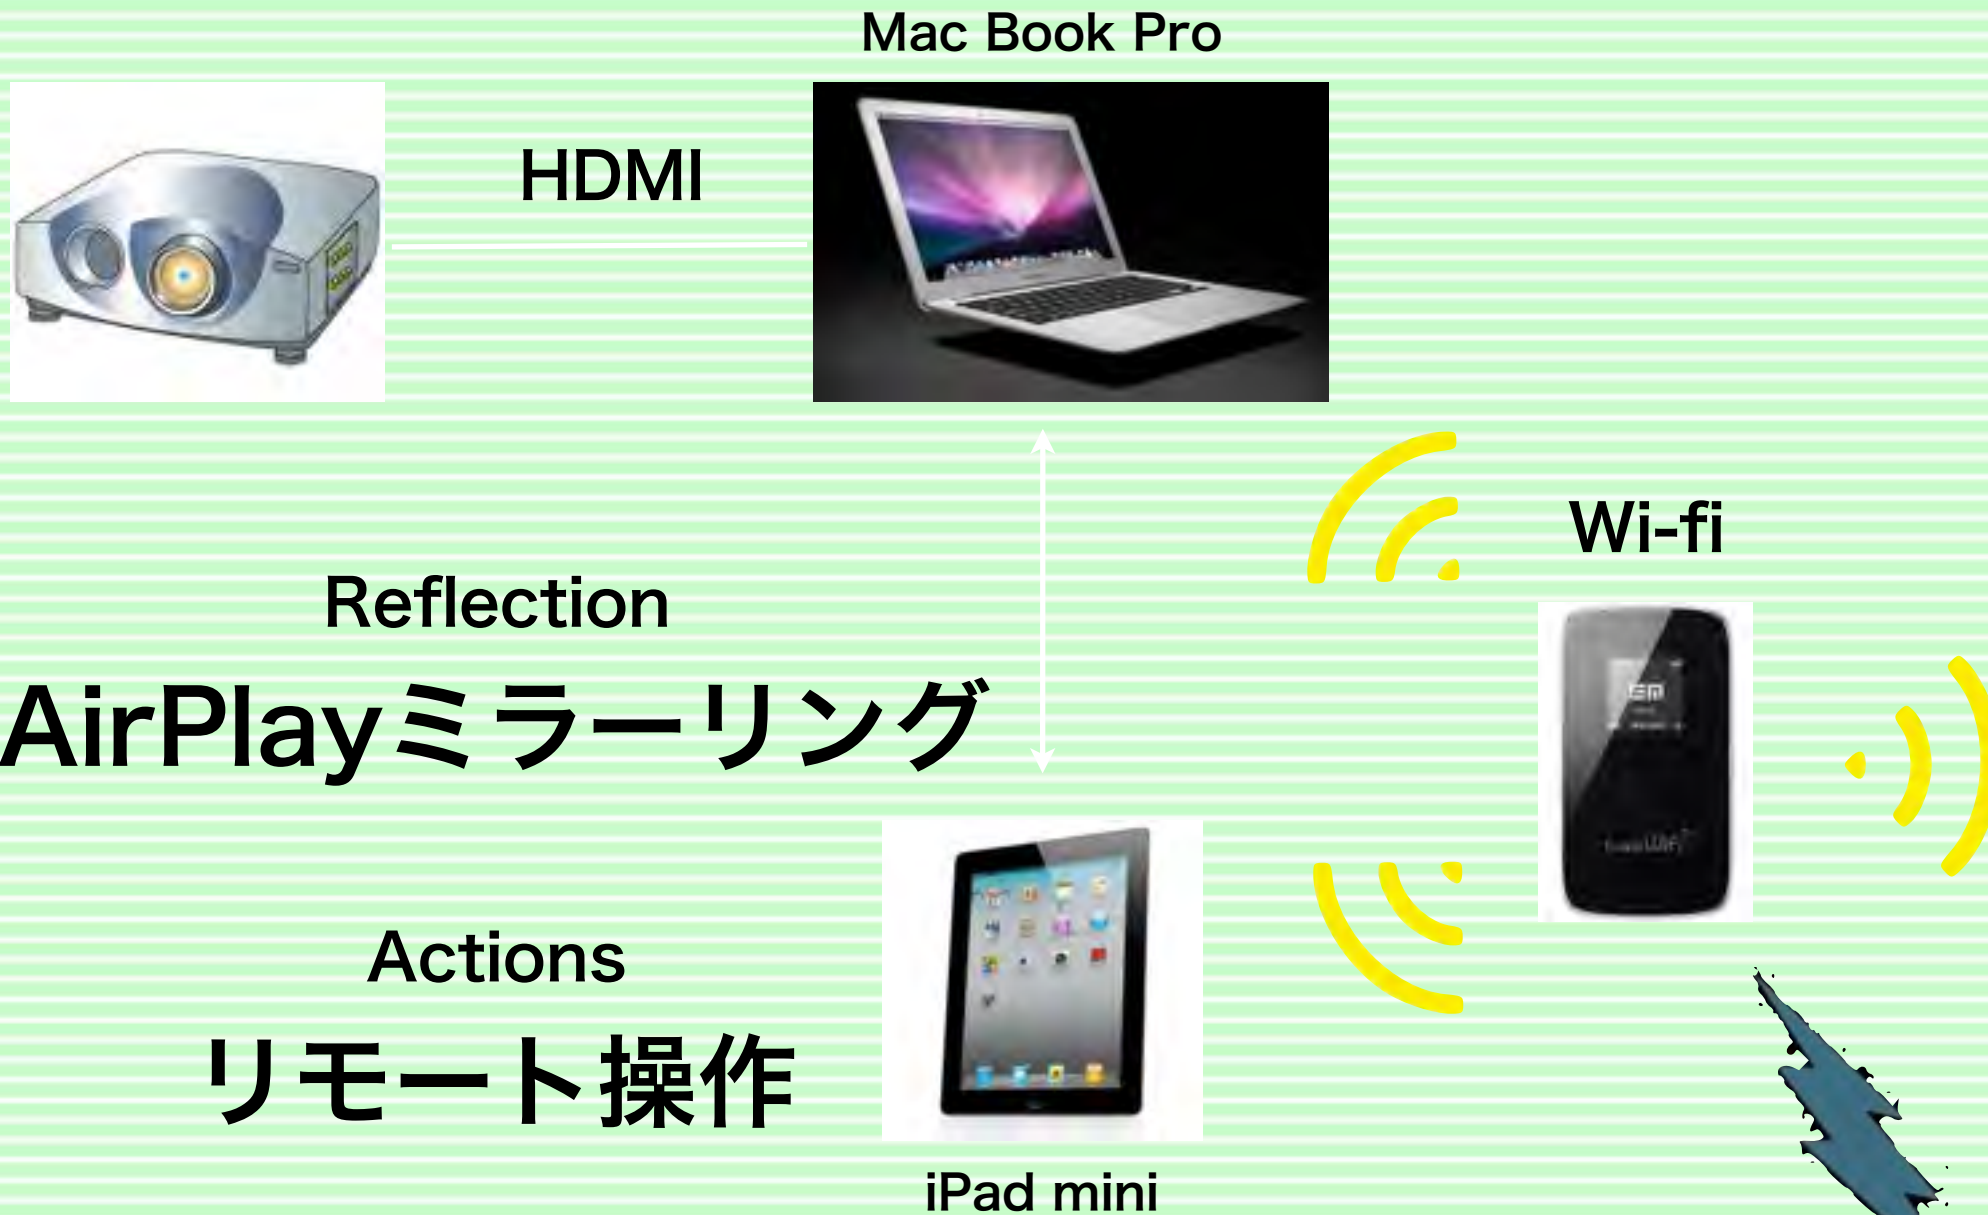 Mac Book Pro
HDMI
Wi-fi
Reflection
AirPlayミラーリング
EM
Actions
リモート操作
iPad mini